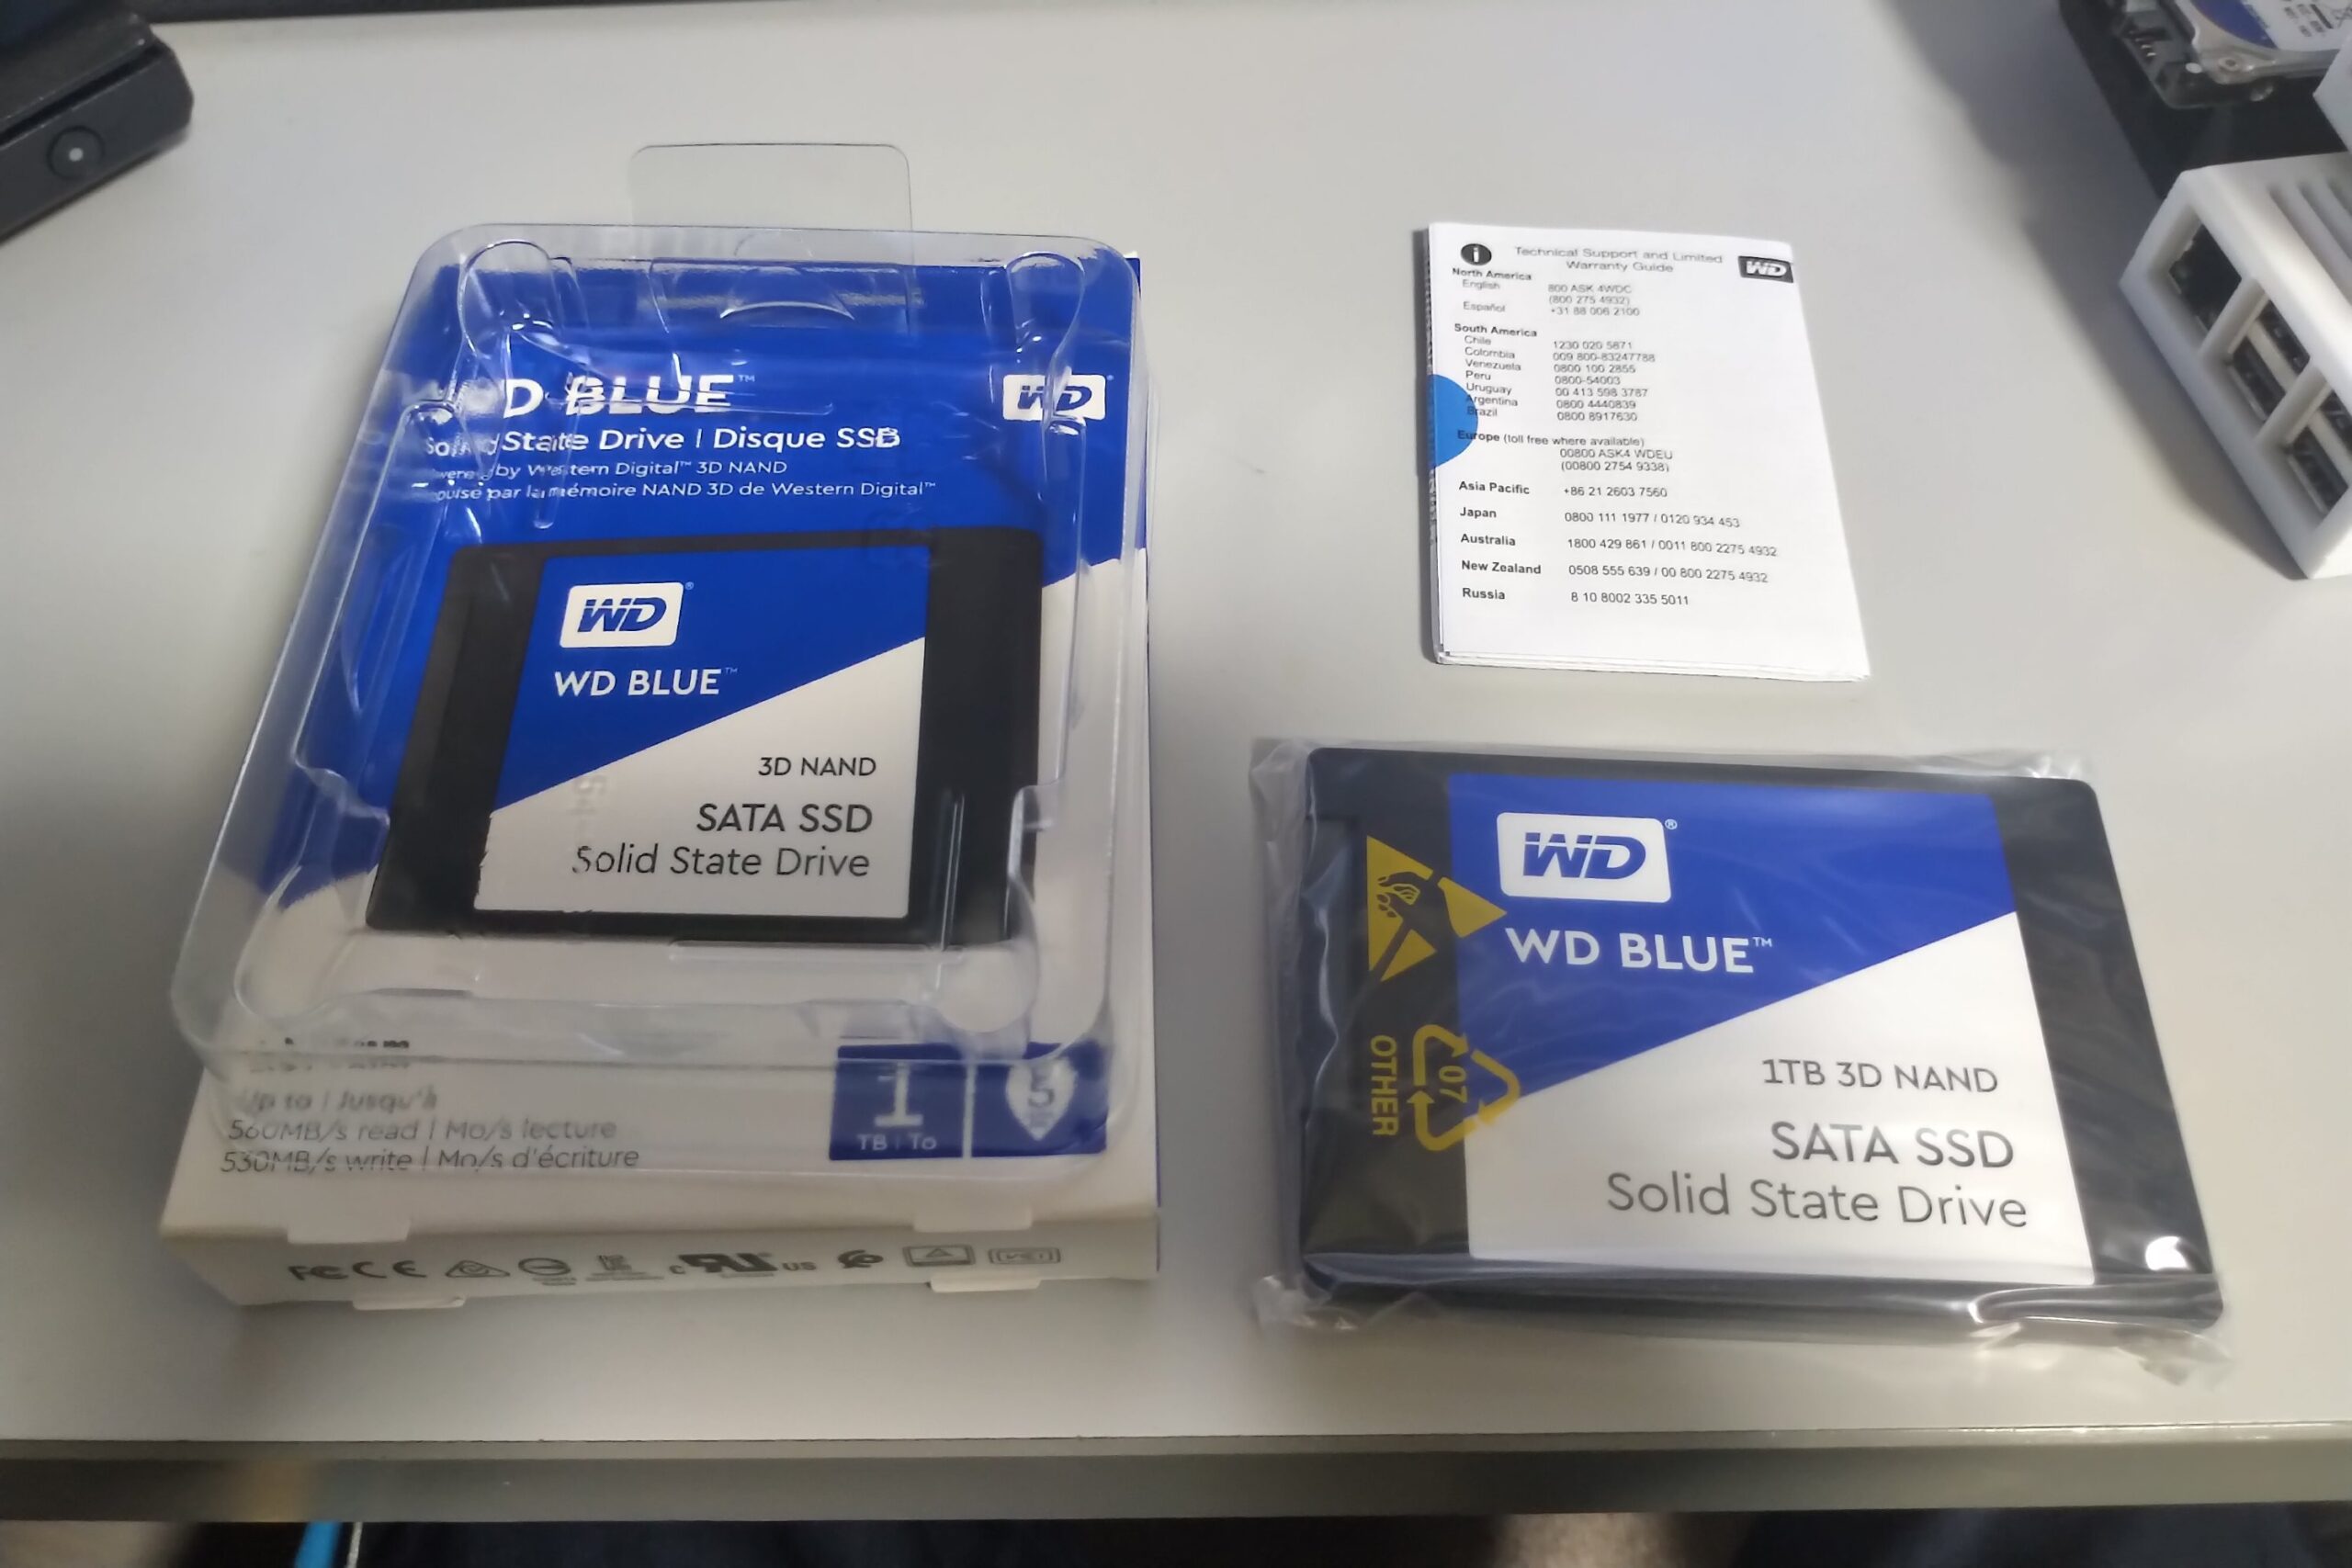 D BLUE™
WD®
Solid State Drive | Disque SSD
by Western Digital™ 3D NAND
par la mémoire NAND 3D de Western Digital™
WD®
WD BLUE™
3D NAND
SATA SSD
Solid State Drive
Up to | Jusqu'à
560MB/s read | Mo/s lecture
530MB/s write | Mo/s d'écriture
1
TB | To
5
FC CE
c RU US
i
Technical Support and Limited
Warranty Guide
WD
North America
English 800 ASK 4WDC
(800 275 4932)
Español +31 88 006 2100
South America
Chile 1230 020 5871
Colombia 009 800-83247788
Venezuela 0800 100 2855
Peru 0800-54003
Uruguay 00 413 598 3787
Argentina 0800 4440839
Brazil 0800 8917630
Europe (toll free where available)
00800 ASK4 WDEU
(00800 2754 9338)
Asia Pacific +86 21 2603 7560
Japan 0800 111 1977 / 0120 934 453
Australia 1800 429 861 / 0011 800 2275 4932
New Zealand 0508 555 639 / 00 800 2275 4932
Russia 8 10 8002 335 5011
WD®
WD BLUE™
1TB 3D NAND
SATA SSD
Solid State Drive
07
OTHER